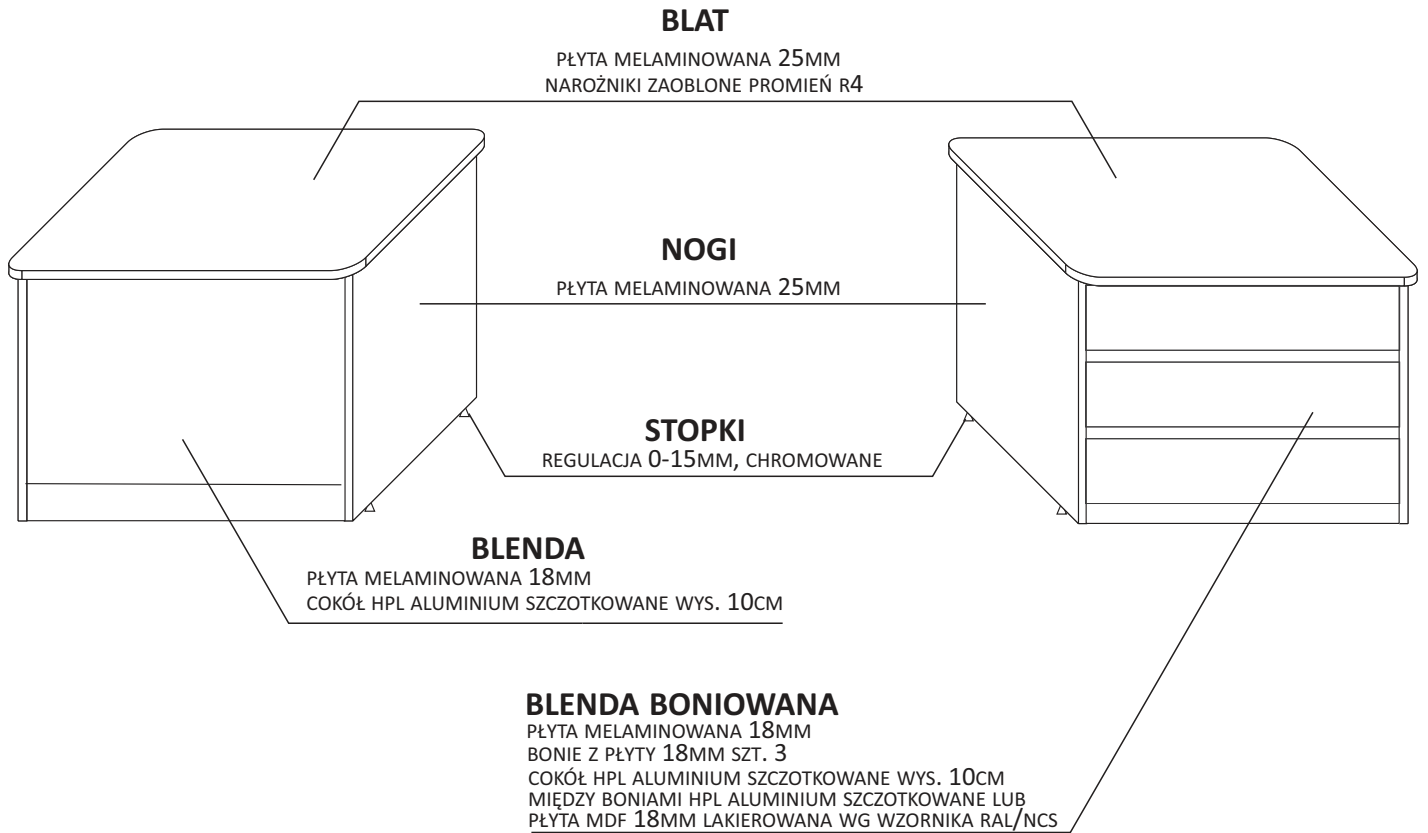 BLAT
PŁYTA MELAMINOWANA 25MM
NAROŻNIKI ZAOBLONE PROMIEŃ R4
NOGI
PŁYTA MELAMINOWANA 25MM
STOPKI
REGULACJA 0-15MM, CHROMOWANE
BLENDA
PŁYTA MELAMINOWANA 18MM
COKÓŁ HPL ALUMINIUM SZCZOTKOWANE WYS. 10CM
BLENDA BONIOWANA
PŁYTA MELAMINOWANA 18MM
BONIE Z PŁYTY 18MM SZT. 3
COKÓŁ HPL ALUMINIUM SZCZOTKOWANE WYS. 10CM
MIĘDZY BONIAMI HPL ALUMINIUM SZCZOTKOWANE LUB
PŁYTA MDF 18MM LAKIEROWANA WG WZORNIKA RAL/NCS